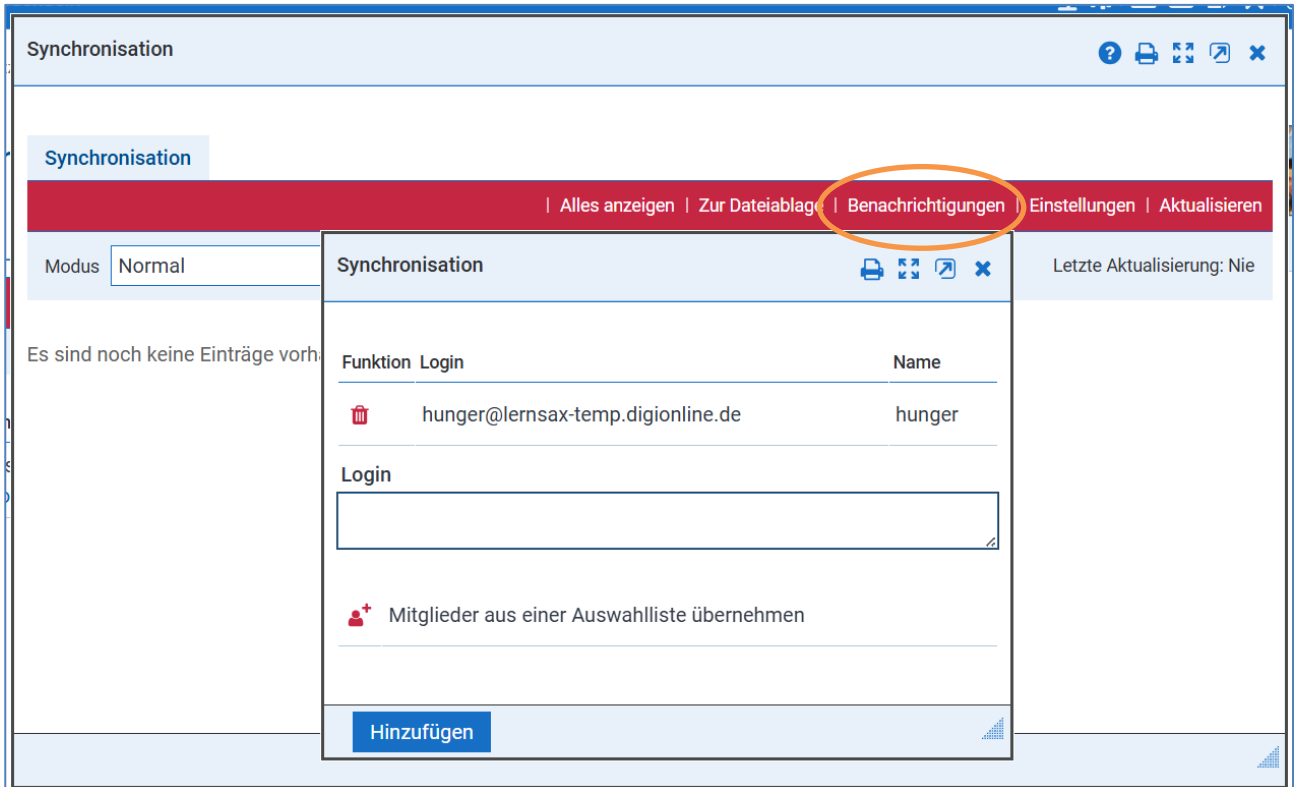 Synchronisation
Synchronisation
| Alles anzeigen | Zur Dateiablage | Benachrichtigungen | Einstellungen | Aktualisieren
Modus Normal
Letzte Aktualisierung: Nie
Es sind noch keine Einträge
Synchronisation
Funktion Login Name
hunger@lernsax-temp.digionline.de hunger
Login
Mitglieder aus einer Auswahlliste übernehmen
Hinzufügen